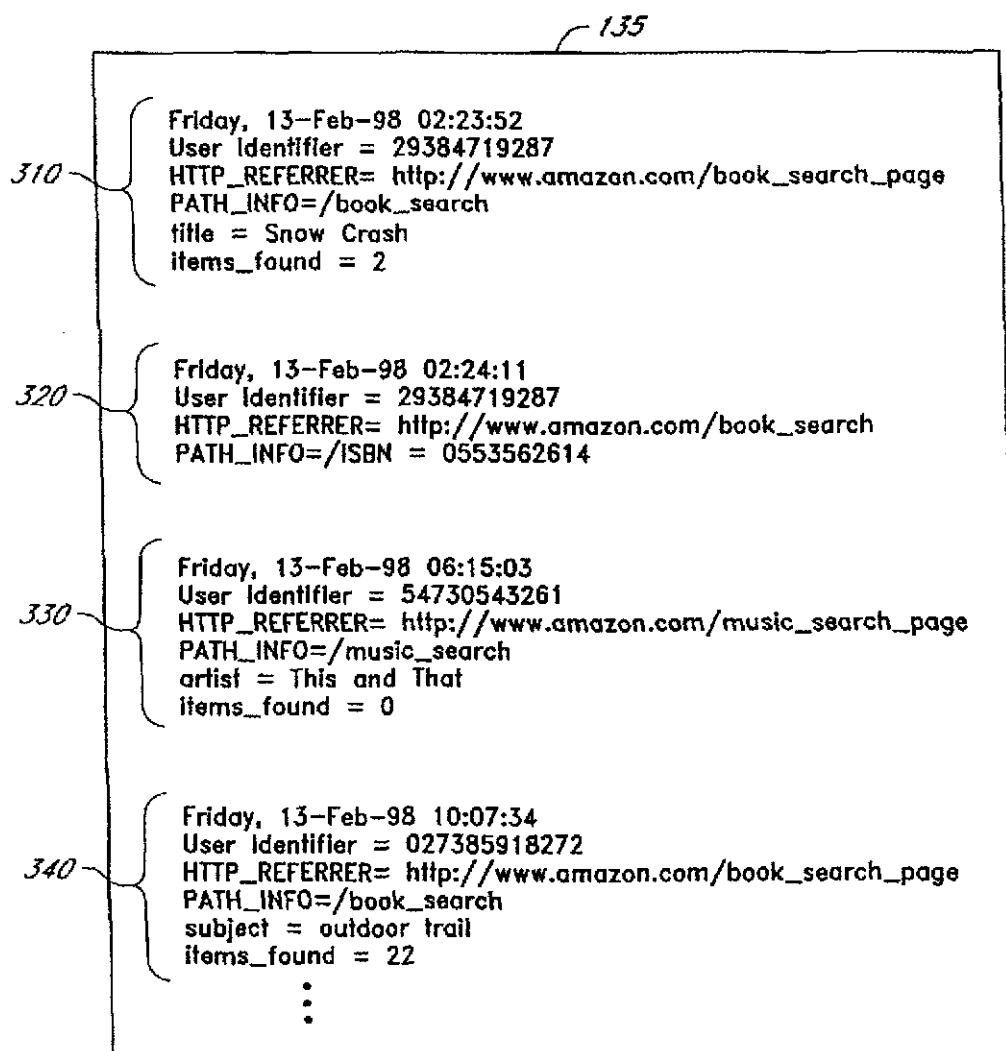 135
310
Friday, 13-Feb-98 02:23:52
User Identifier = 29384719287
HTTP_REFERRER= http://www.amazon.com/book_search_page
PATH_INFO=/book_search
title = Snow Crash
items_found = 2
320
Friday, 13-Feb-98 02:24:11
User Identifier = 29384719287
HTTP_REFERRER= http://www.amazon.com/book_search
PATH_INFO=/ISBN = 0553562614
330
Friday, 13-Feb-98 06:15:03
User Identifier = 54730543261
HTTP_REFERRER= http://www.amazon.com/music_search_page
PATH_INFO=/music_search
artist = This and That
items_found = 0
340
Friday, 13-Feb-98 10:07:34
User Identifier = 027385918272
HTTP_REFERRER= http://www.amazon.com/book_search_page
PATH_INFO=/book_search
subject = outdoor trail
items_found = 22